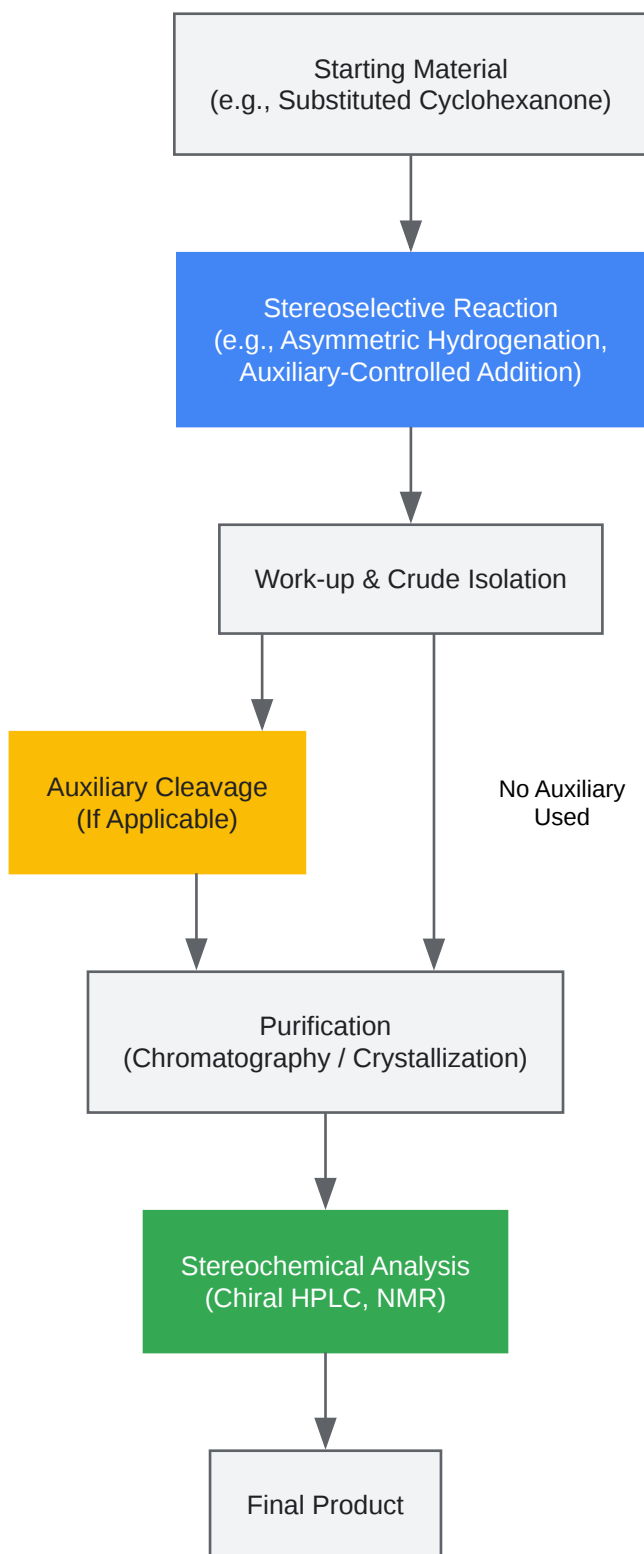 Starting Material
(e.g., Substituted Cyclohexanone)
Stereoselective Reaction
(e.g., Asymmetric Hydrogenation,
Auxiliary-Controlled Addition)
Work-up & Crude Isolation
Auxiliary Cleavage
(If Applicable)
No Auxiliary
Used
Purification
(Chromatography / Crystallization)
Stereochemical Analysis
(Chiral HPLC, NMR)
Final Product